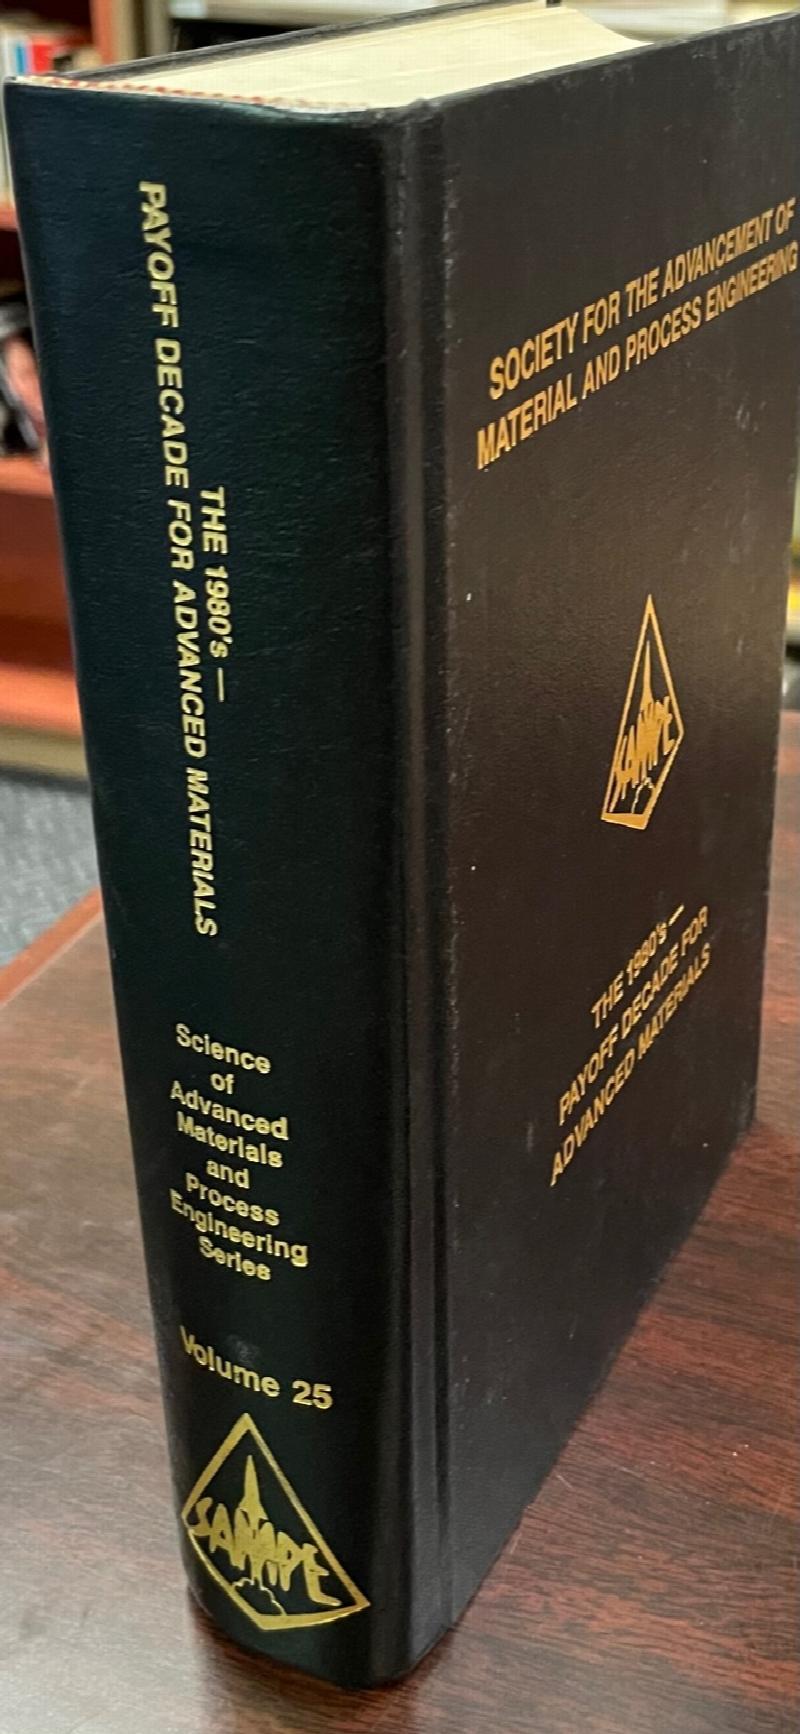 THE 1980's —
PAYOFF DECADE FOR ADVANCED MATERIALS
Science
of
Advanced
Materials
and
Process
Engineering
Series
Volume 25
SAMPE
SOCIETY FOR THE ADVANCEMENT OF
MATERIAL AND PROCESS ENGINEERING
SAMPE
THE 1980's —
PAYOFF DECADE FOR
ADVANCED MATERIALS